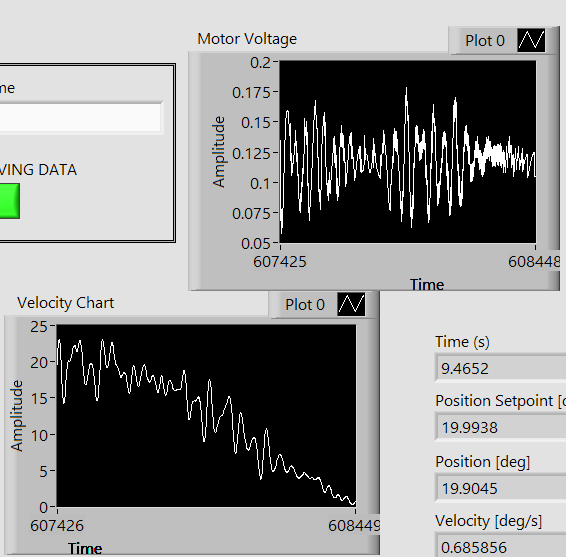 Motor Voltage
Plot 0
me
VING DATA
Amplitude
0.2
0.175
0.15
0.125
0.1
0.075
0.05
607425
608448
Time
Velocity Chart
Plot 0
Amplitude
25
20
15
10
5
0
607426
608449
Time
Time (s)
9.4652
Position Setpoint [d
19.9938
Position [deg]
19.9045
Velocity [deg/s]
0.685856